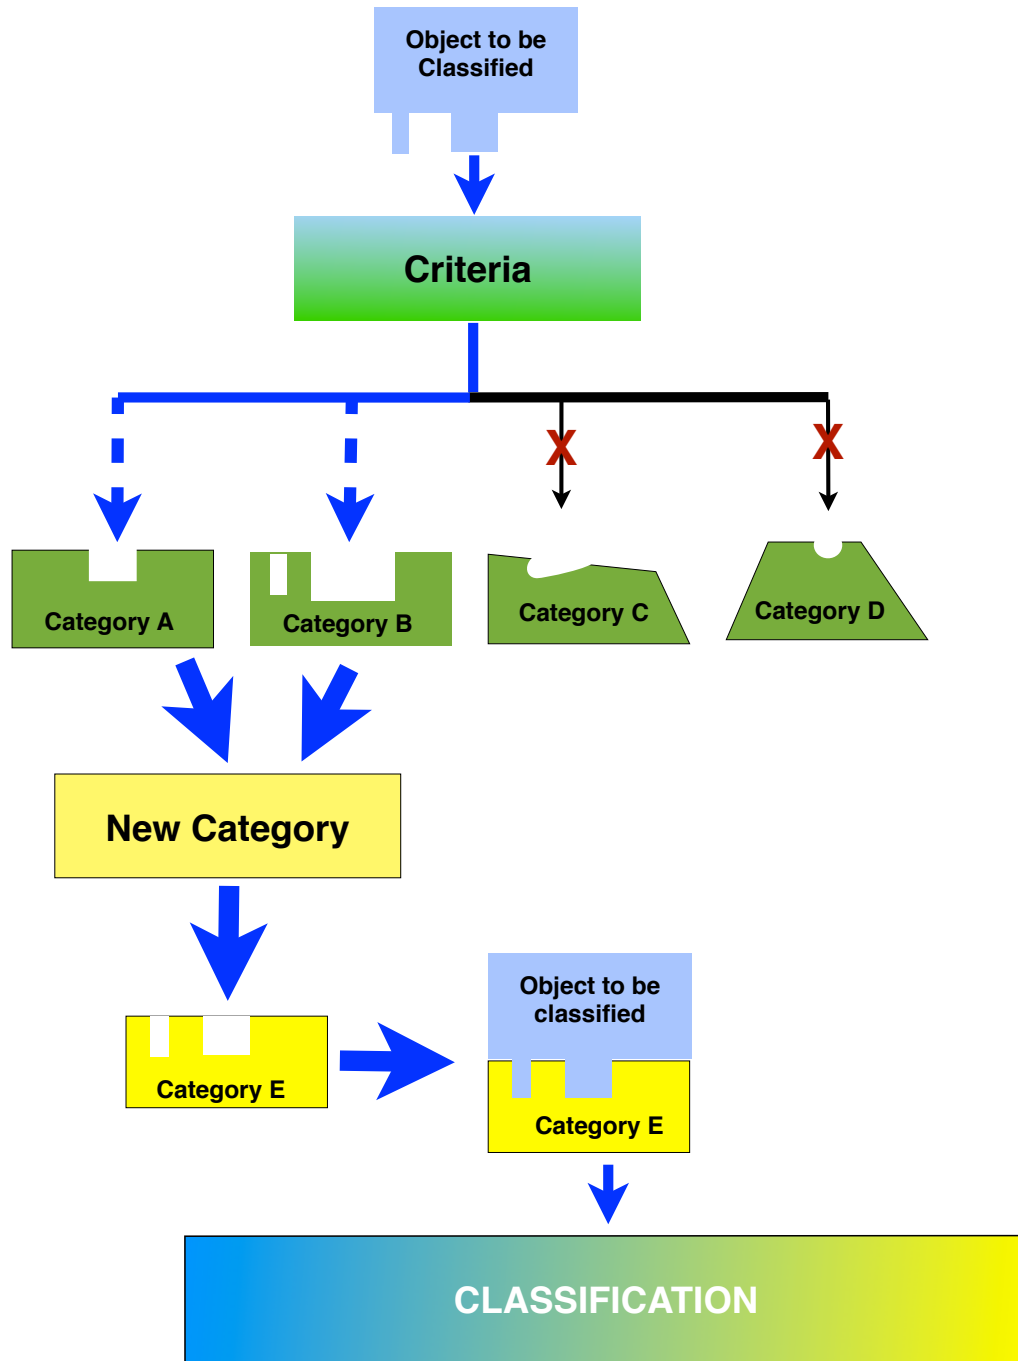 Object to be
Classified
Criteria
X
X
Category A
Category B
Category C
Category D
New Category
Category E
Object to be
classified
Category E
CLASSIFICATION